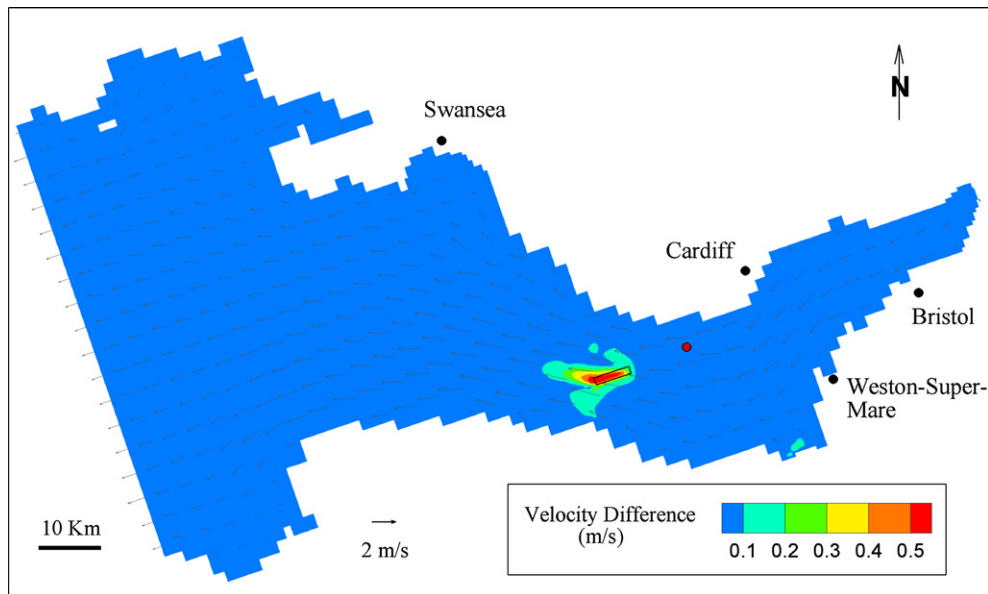 N
Swansea
Cardiff
Bristol
Weston-Super-
Mare
10 Km
2 m/s
Velocity Difference
(m/s)
0.1 0.2 0.3 0.4 0.5